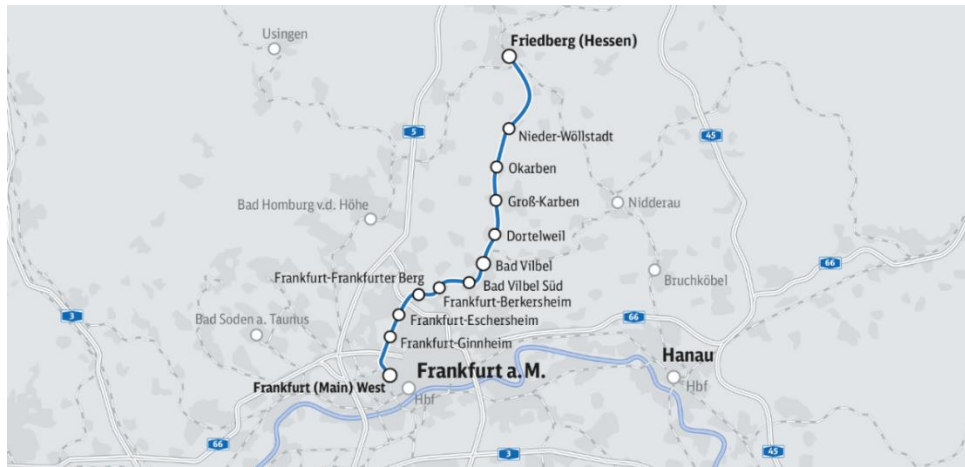 Usingen
Friedberg (Hessen)
5
45
Nieder-Wöllstadt
Okarben
Groß-Karben
Nidderau
Bad Homburg v.d. Höhe
Dortelweil
Bad Vilbel
66
Frankfurt-Frankfurter Berg
Bad Vilbel Süd
Bruchköbel
Frankfurt-Berkersheim
3
Bad Soden a. Taunus
Frankfurt-Eschersheim
66
Frankfurt-Ginnheim
Hanau
Frankfurt a. M.
Frankfurt (Main) West
Hbf
Hbf
66
3
45